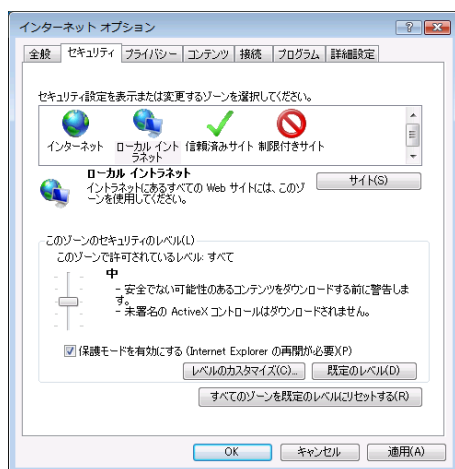 インターネット オプション
全般 セキュリティ プライバシー コンテンツ 接続 プログラム 詳細設定
セキュリティ設定を表示または変更するゾーンを選択してください。
インターネット ローカル イントラネット 信頼済みサイト 制限付きサイト
ローカル イントラネット
イントラネットにあるすべての Web サイトには、このゾ
ーンを使用してください。
サイト(S)
このゾーンのセキュリティのレベル(L)
このゾーンで許可されているレベル: すべて
中
- 安全でない可能性のあるコンテンツをダウンロードする前に警告しま
す。
- 未署名の ActiveX コントロールはダウンロードされません。
保護モードを有効にする (Internet Explorer の再開が必要)(P)
レベルのカスタマイズ(C)... 既定のレベル(D)
すべてのゾーンを既定のレベルにリセットする(R)
OK キャンセル 適用(A)